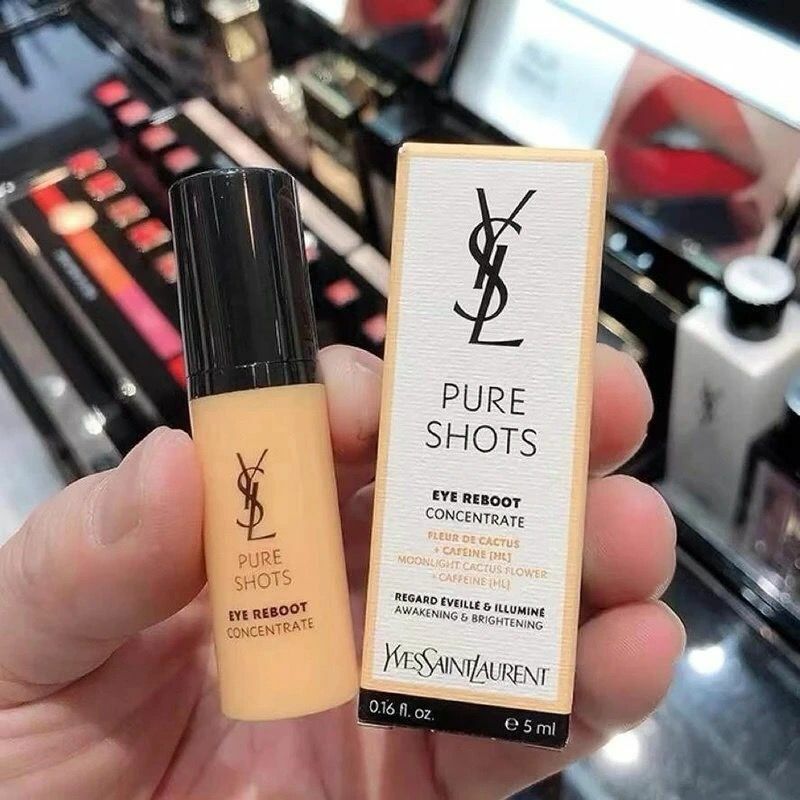 YSL
PURE
SHOTS
EYE REBOOT
CONCENTRATE
YSL
PURE
SHOTS
EYE REBOOT
CONCENTRATE
FLEUR DE CACTUS
+ CAFÉINE [HL]
MOONLIGHT CACTUS FLOWER
+ CAFFEINE [HL]
REGARD ÉVEILLÉ & ILLUMINÉ
AWAKENING & BRIGHTENING
YVESSAINTLAURENT
0.16 fl. oz. e 5 ml